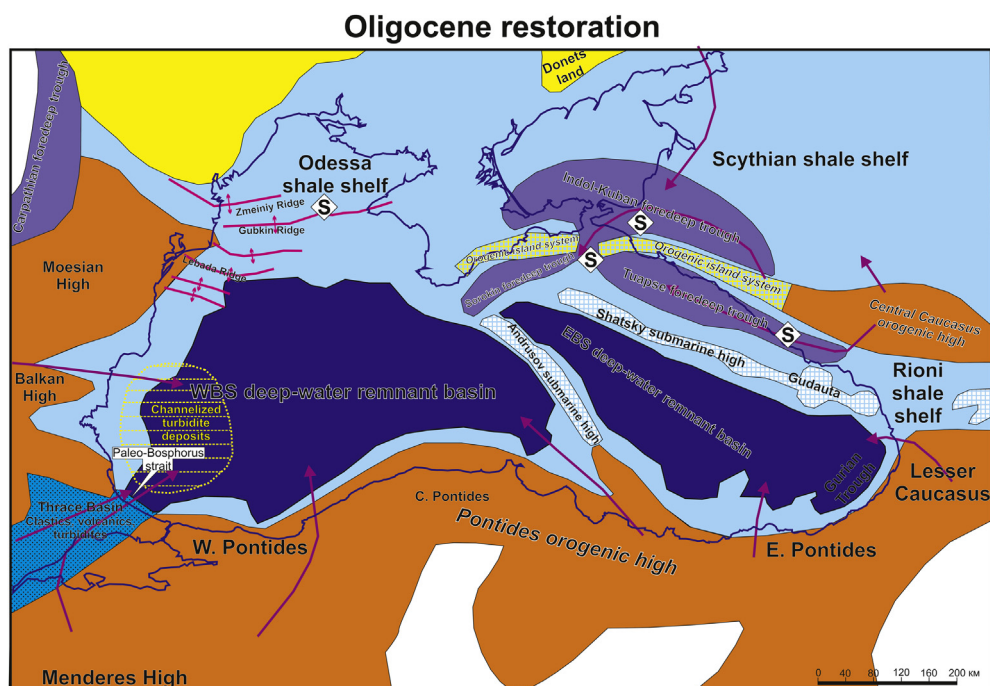 Oligocene restoration
Carpathian foredeep trough
Donets
land
Odessa
shale shelf
Scythian shale shelf
Zmeiniy Ridge
S
Gubkin Ridge
Indol-Kuban foredeep trough
S
Moesian
High
Lebada Ridge
Orogenic island system
Orogenic island system
S
Sorokin foredeep trough
Tuapse foredeep trough
Central Caucasus
orogenic high
S
Shatsky submarine high
Andrusov submarine high
EBS deep-water remnant
basin
Gudauta
Rioni
shale
shelf
Balkan
High
WBS deep-water remnant basin
Channelized
turbidite
deposits
Paleo-Bosphorus
strait
Lesser
Caucasus
Gurian
Trough
Thrace Basin
Clastics, volcanics,
turbidites
C. Pontides
W. Pontides
Pontides orogenic high
E. Pontides
Menderes High
0 40 80 120 160 200 км